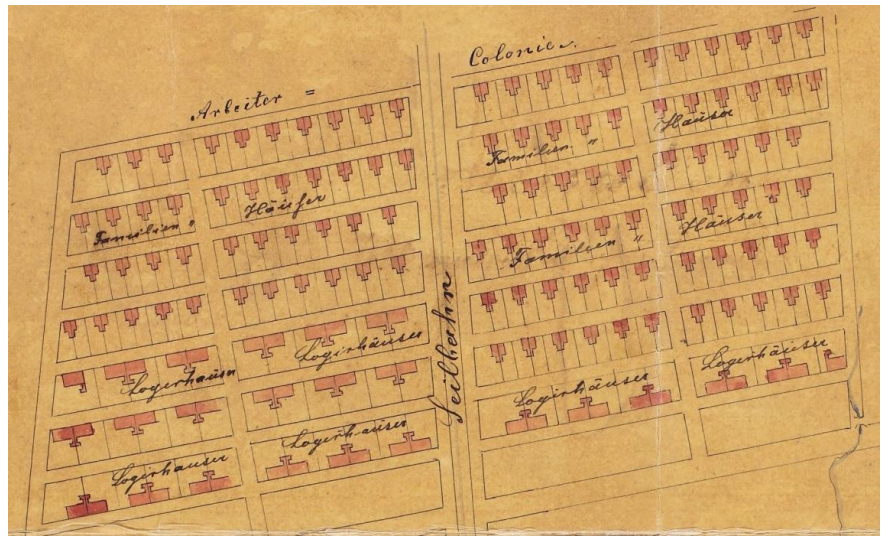 Arbeiter =
Colonie.
Familien "
Häuser
Familien "
Häuser
Familien "
Häuser
Seilbahn
Logirhäuser
Logirhäuser
Logirhäuser
Logirhäuser
Logirhäuser
Logirhäuser